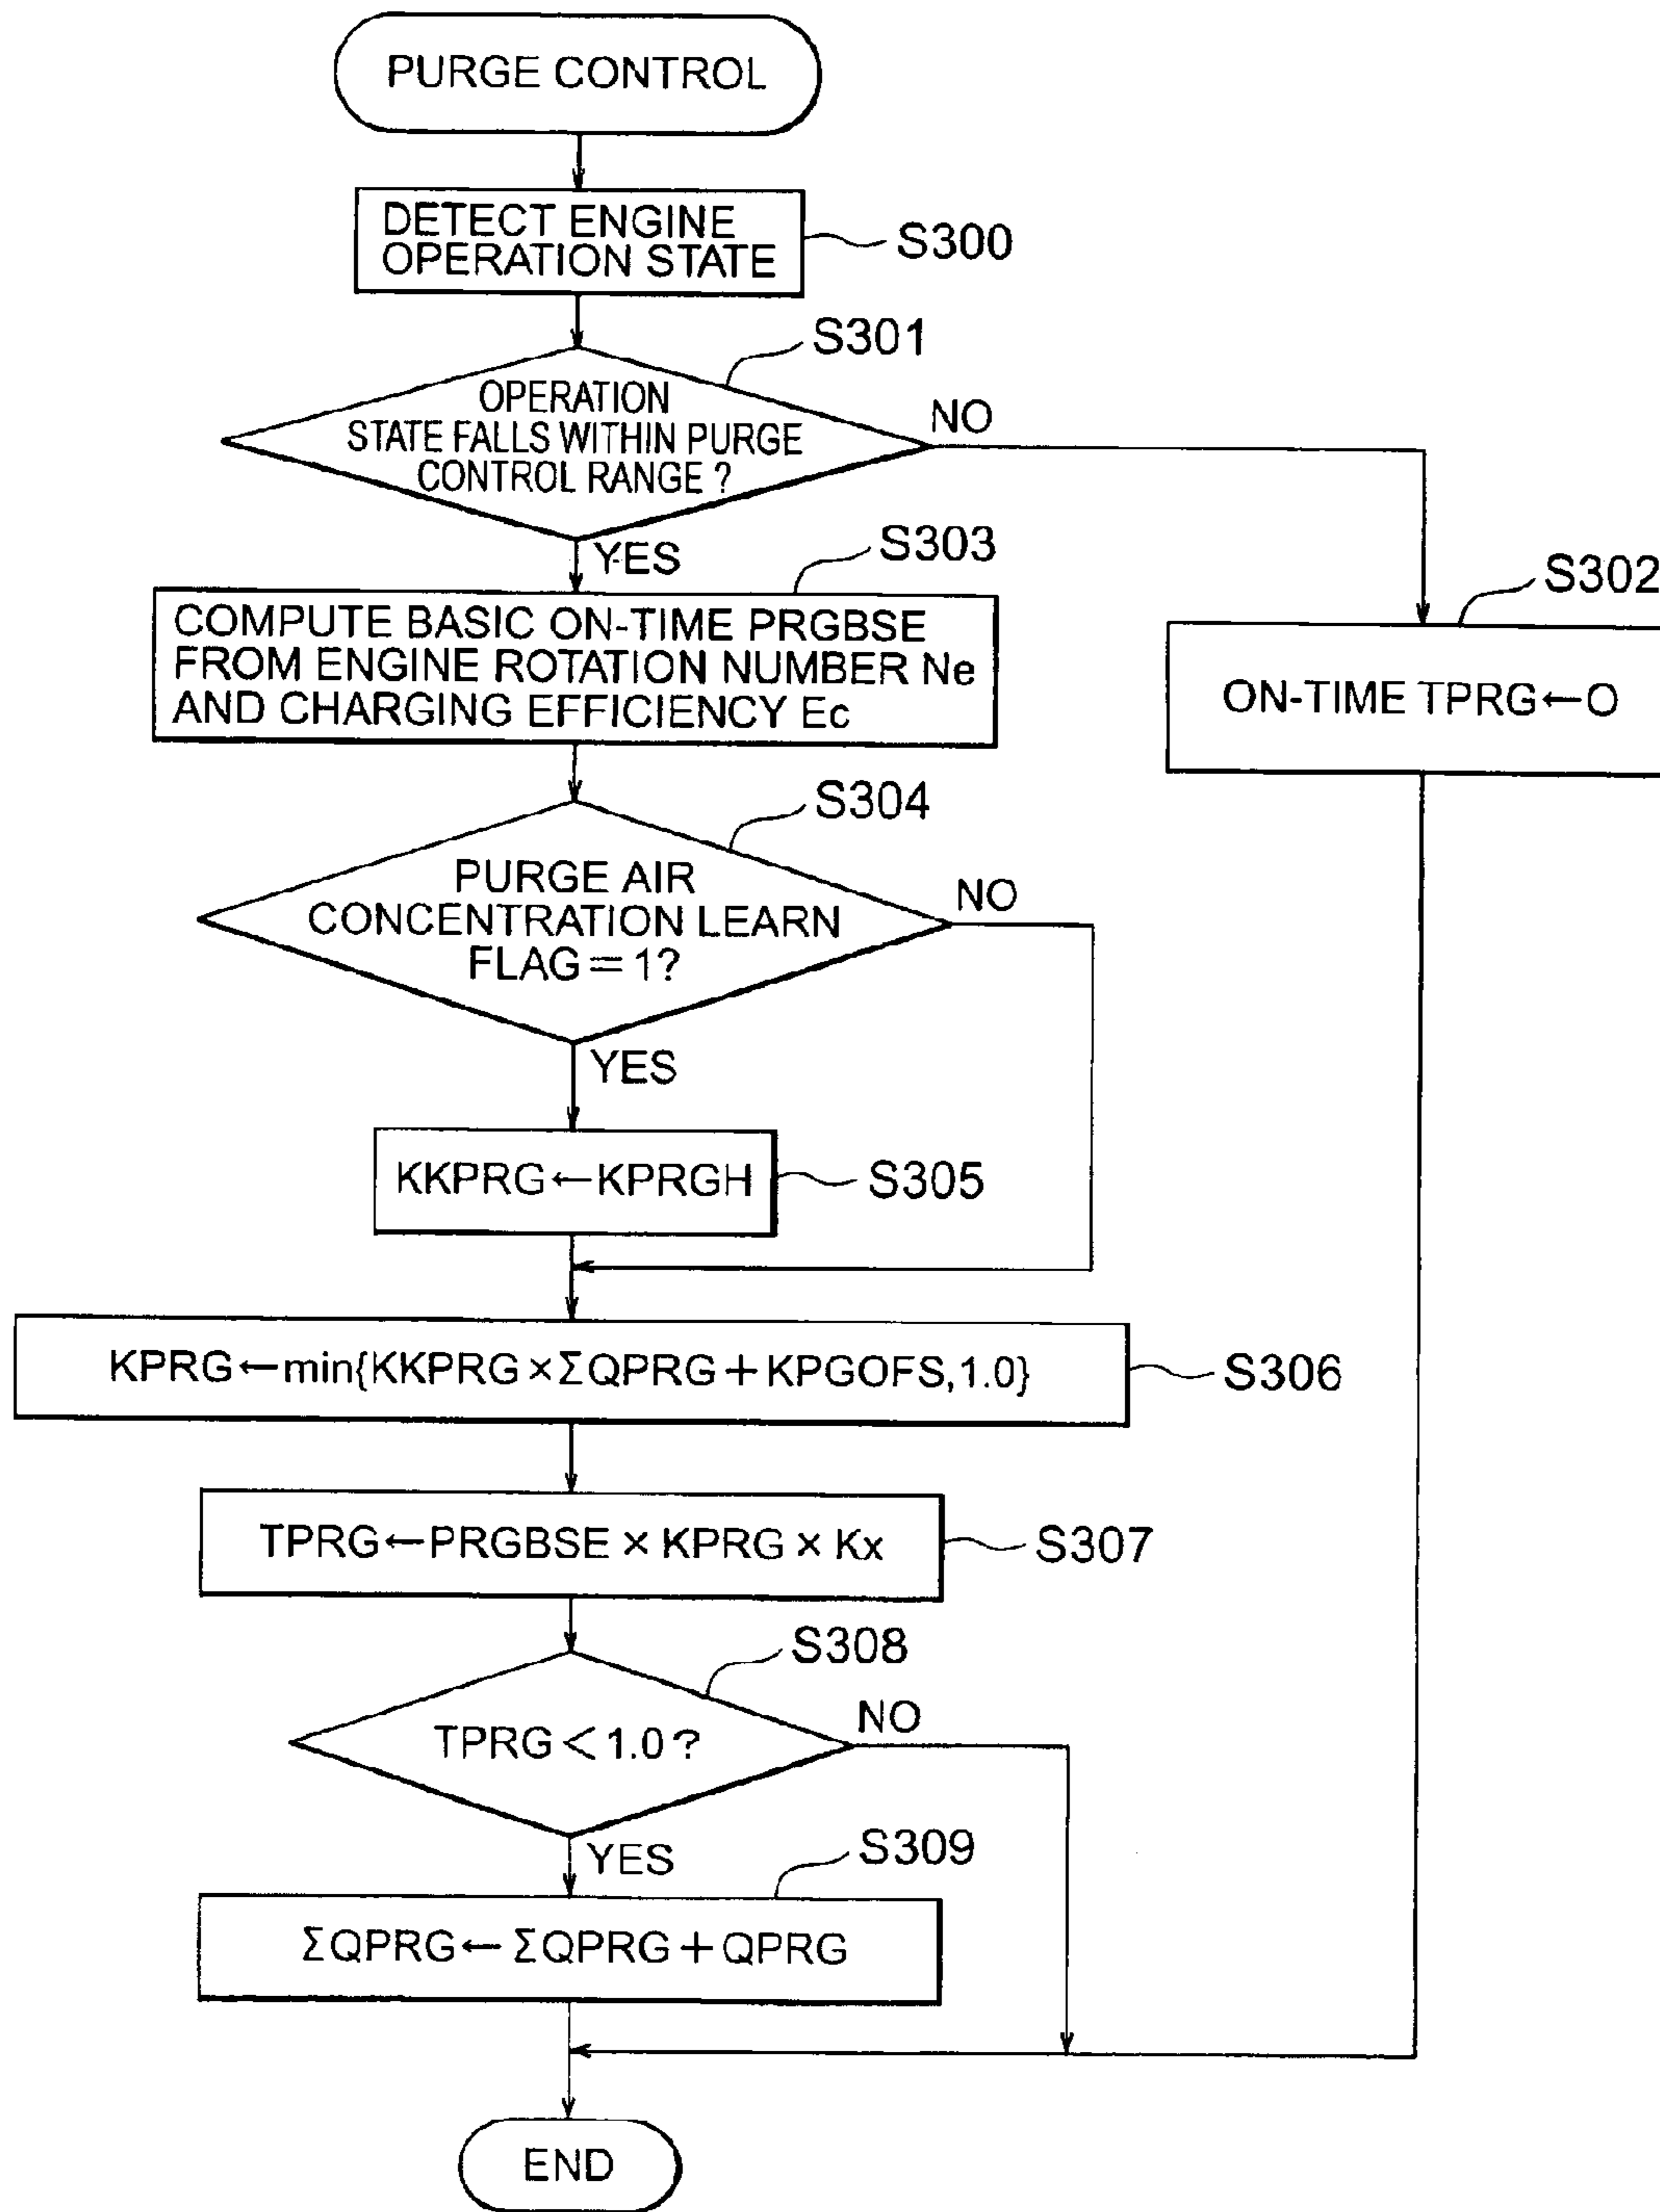 PURGE CONTROL
DETECT ENGINE
OPERATION STATE
S300
S301
OPERATION
STATE FALLS WITHIN PURGE
CONTROL RANGE ?
NO
YES
S303
S302
COMPUTE BASIC ON-TIME PRGBSE
FROM ENGINE ROTATION NUMBER Ne
AND CHARGING EFFICIENCY Ec
ON-TIME TPRG←O
S304
PURGE AIR
CONCENTRATION LEARN
FLAG=1?
NO
YES
KKPRG←KPRGH
S305
KPRG←min{KKPRG×ΣQPRG+KPGOFS,1.0}
S306
TPRG←PRGBSE × KPRG × Kx
S307
S308
TPRG<1.0?
NO
YES
S309
ΣQPRG← ΣQPRG+QPRG
END